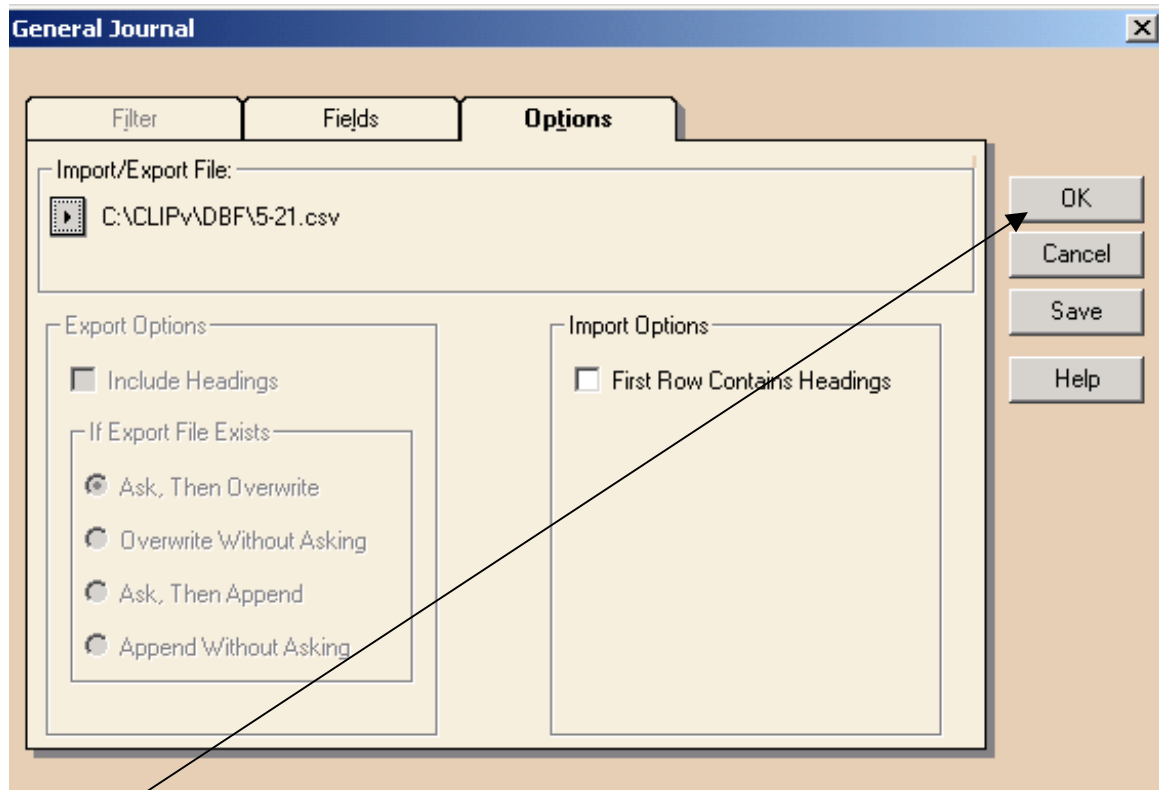 General Journal
Filter Fields Options
Import/Export File:
C:\CLIPv\DBF\5-21.csv
OK
Cancel
Save
Help
Export Options
Include Headings
If Export File Exists
Ask, Then Overwrite
Overwrite Without Asking
Ask, Then Append
Append Without Asking
Import Options
First Row Contains Headings